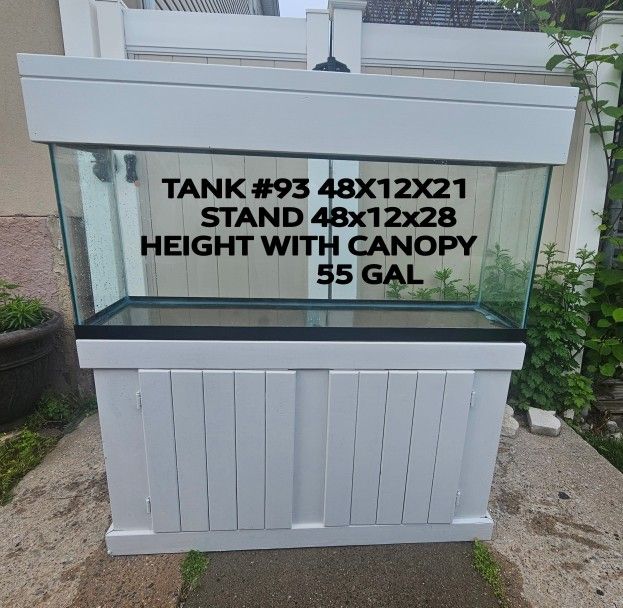 TANK #93 48X12X21
STAND 48x12x28
HEIGHT WITH CANOPY
55 GAL